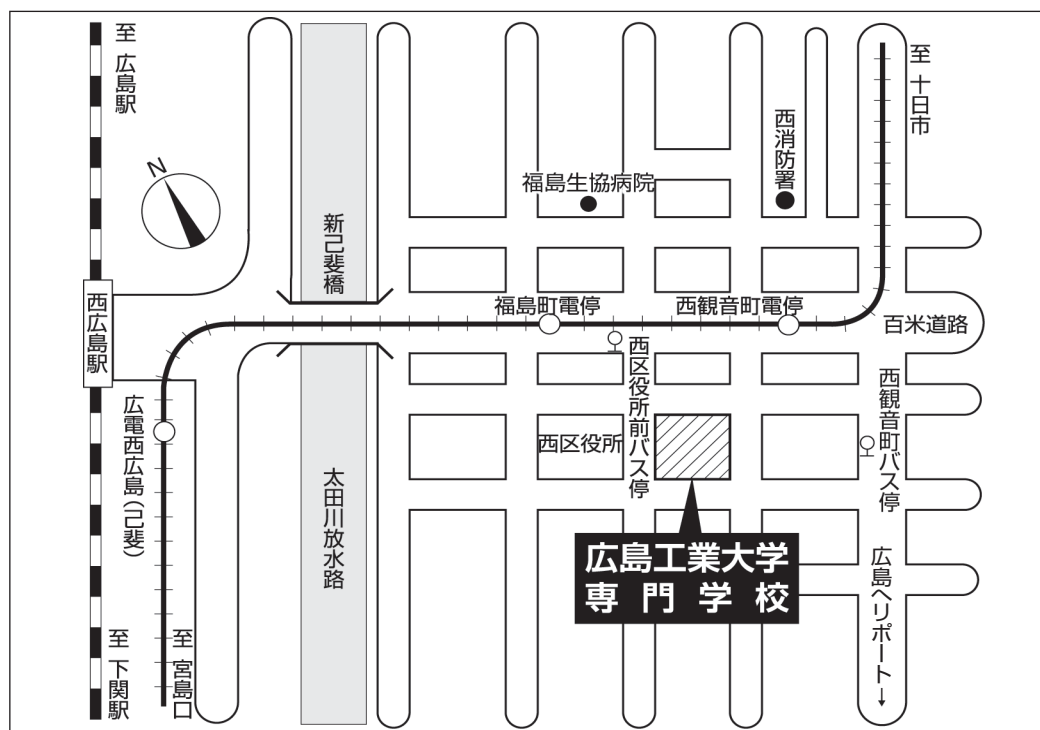 至 広島駅
N
西広島駅
広電西広島(己斐)
至 下関駅
至 宮島口
新己斐橋
太田川放水路
福島生協病院
西消防署
至 十日市
福島町電停
西観音町電停
百米道路
西区役所前バス停
西区役所
西観音町バス停
広島工業大学
専門学校
広島ヘリポート→